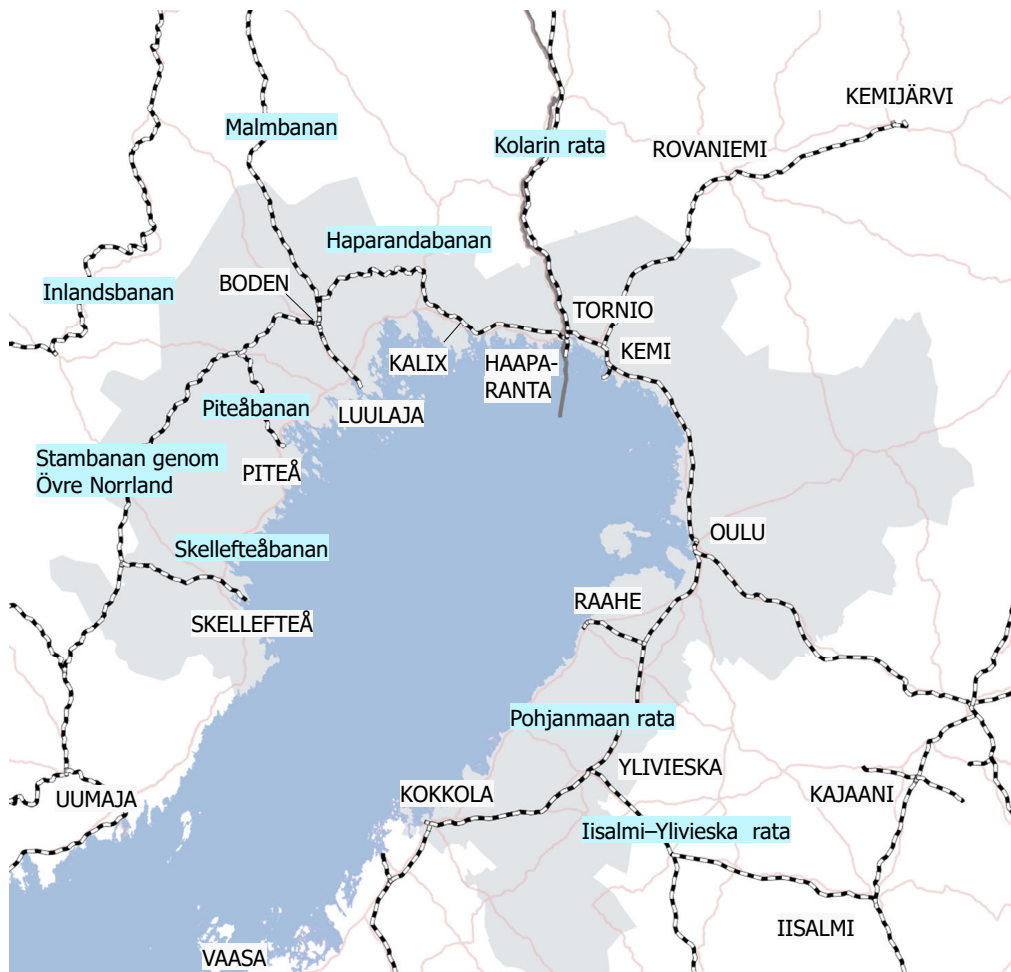 KEMIJÄRVI
Malmbanan
Kolarin rata
ROVANIEMI
Haparandabanan
BODEN
Inlandsbanan
TORNIO
KALIX
HAAPA-
RANTA
KEMI
Piteåbanan
LUULAJA
Stambanan genom
Övre Norrland
PITEÅ
OULU
Skellefteåbanan
RAAHE
SKELLEFTEÅ
Pohjanmaan rata
YLIVIESKA
UUMAJA
KOKKOLA
KAJAANI
Iisalmi–Ylivieska rata
IISALMI
VAASA